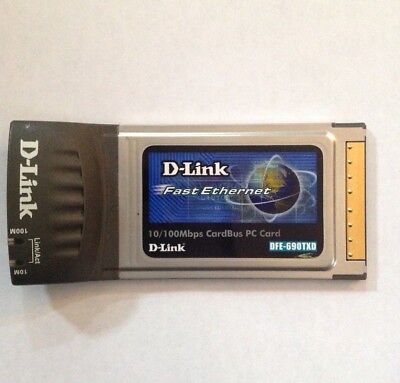 D-Link
100M
Link/Act
10M
D-Link
Fast Ethernet
10/100Mbps CardBus PC Card
D-Link
DFE-690TXD